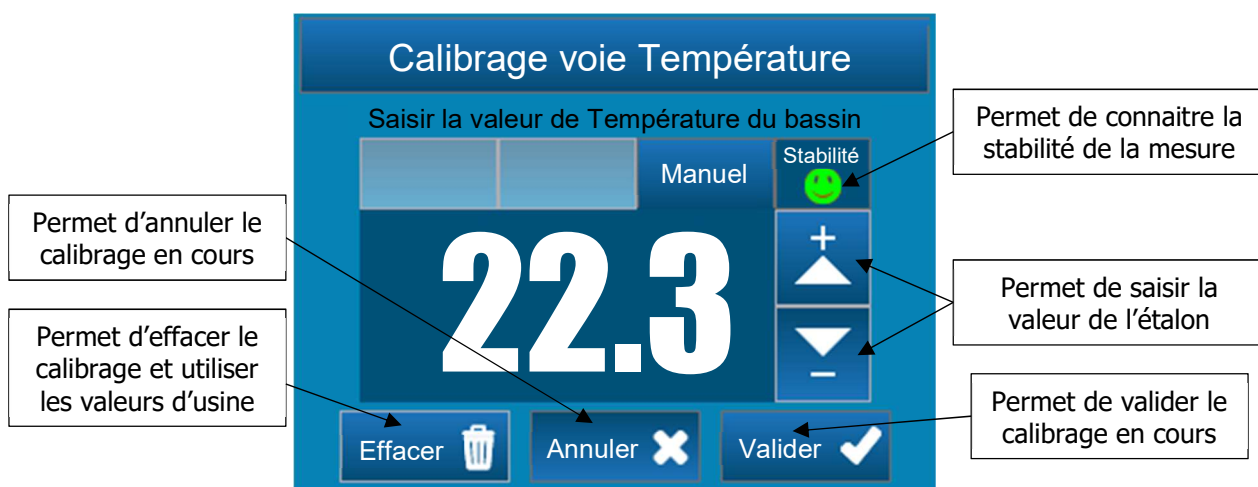 Calibrage voie Température
Saisir la valeur de Température du bassin
Manuel
Stabilité
22.3
+
−
Effacer
Annuler
Valider
Permet d'annuler le
calibrage en cours
Permet d'effacer le
calibrage et utiliser
les valeurs d'usine
Permet de connaitre la
stabilité de la mesure
Permet de saisir la
valeur de l'étalon
Permet de valider le
calibrage en cours